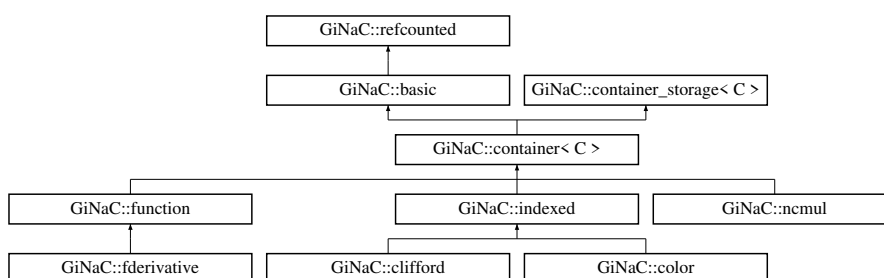 GiNaC::refcounted
GiNaC::basic
GiNaC::container_storage< C >
GiNaC::container< C >
GiNaC::function
GiNaC::indexed
GiNaC::ncmul
GiNaC::fderivative
GiNaC::clifford
GiNaC::color